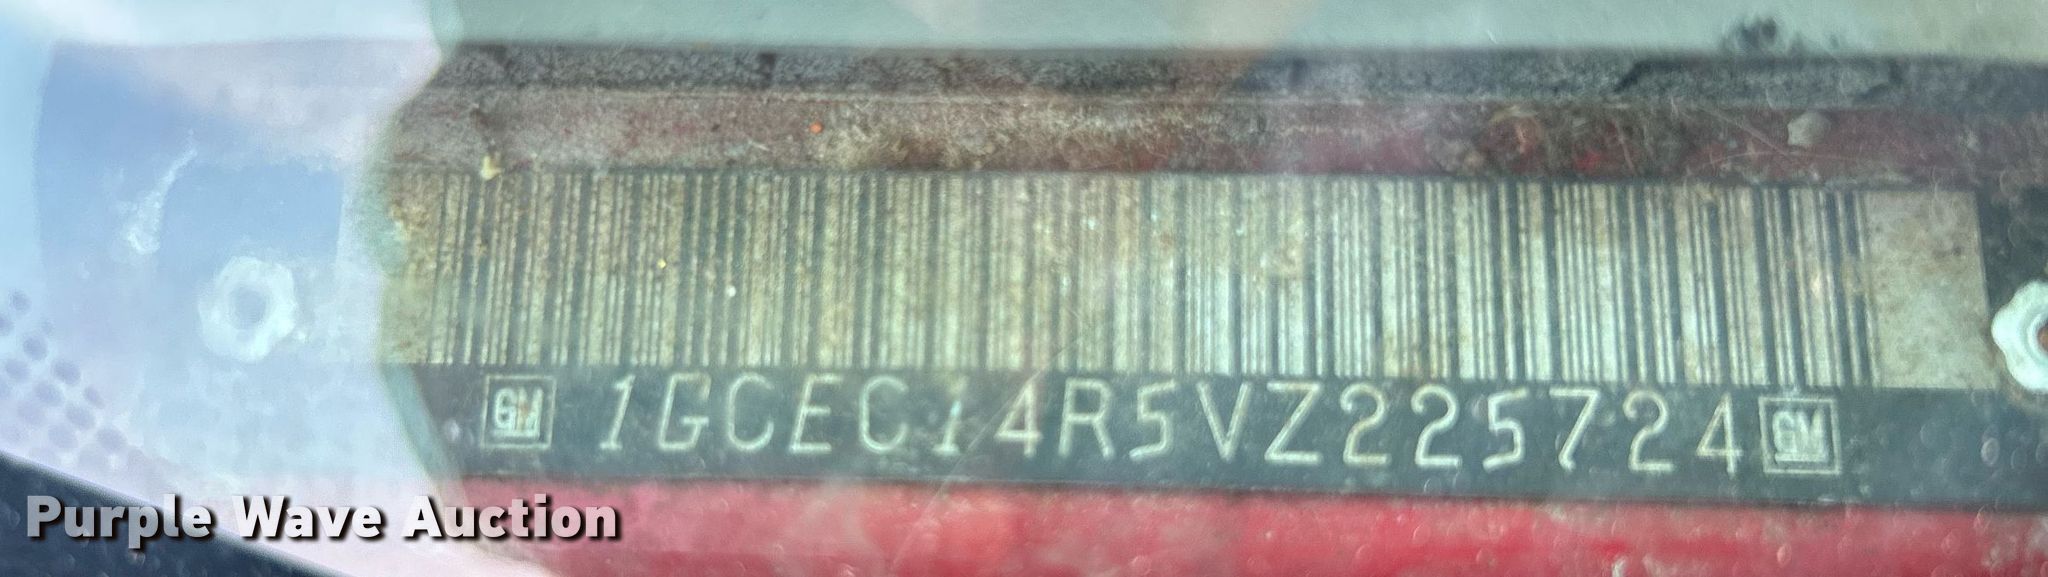 GM 1GCEC14R5VZ225724 GM
Purple Wave Auction